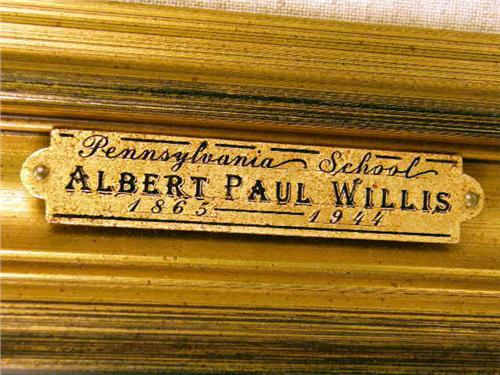 Pennsylvania School
ALBERT PAUL WILLIS
1865 — 1944